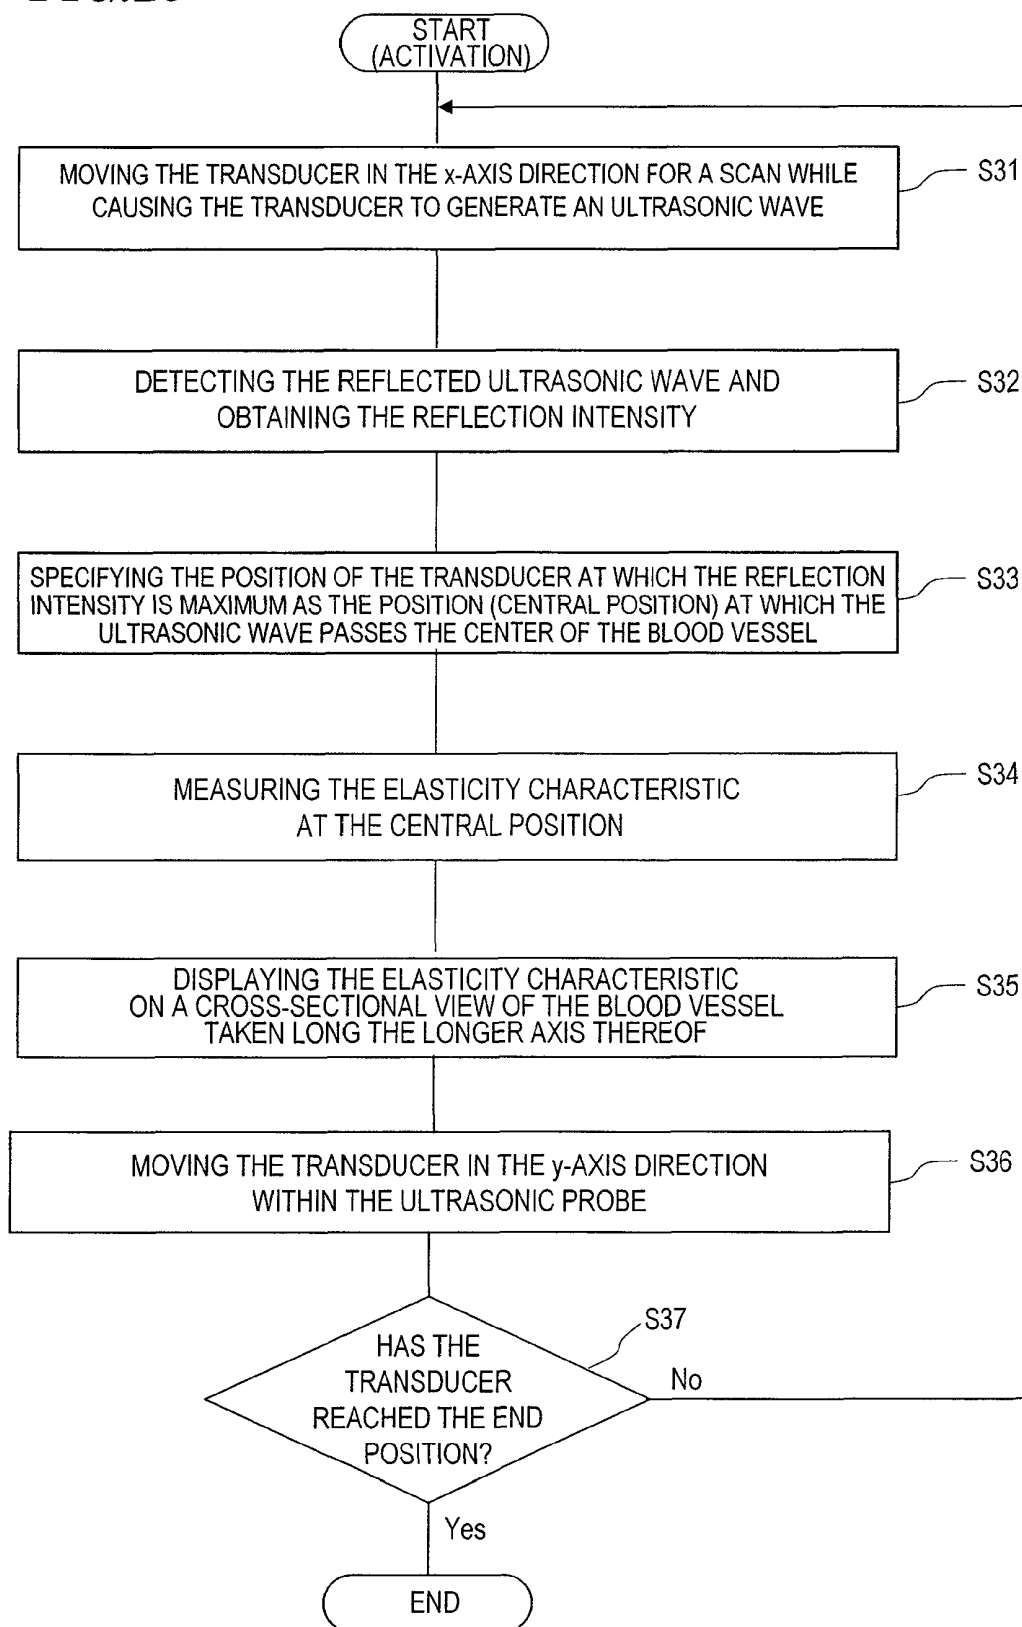 START
(ACTIVATION)
MOVING THE TRANSDUCER IN THE x-AXIS DIRECTION FOR A SCAN WHILE
CAUSING THE TRANSDUCER TO GENERATE AN ULTRASONIC WAVE
S31
DETECTING THE REFLECTED ULTRASONIC WAVE AND
OBTAINING THE REFLECTION INTENSITY
S32
SPECIFYING THE POSITION OF THE TRANSDUCER AT WHICH THE REFLECTION
INTENSITY IS MAXIMUM AS THE POSITION (CENTRAL POSITION) AT WHICH THE
ULTRASONIC WAVE PASSES THE CENTER OF THE BLOOD VESSEL
S33
MEASURING THE ELASTICITY CHARACTERISTIC
AT THE CENTRAL POSITION
S34
DISPLAYING THE ELASTICITY CHARACTERISTIC
ON A CROSS-SECTIONAL VIEW OF THE BLOOD VESSEL
TAKEN LONG THE LONGER AXIS THEREOF
S35
MOVING THE TRANSDUCER IN THE y-AXIS DIRECTION
WITHIN THE ULTRASONIC PROBE
S36
HAS THE
TRANSDUCER
REACHED THE END
POSITION?
S37
No
Yes
END